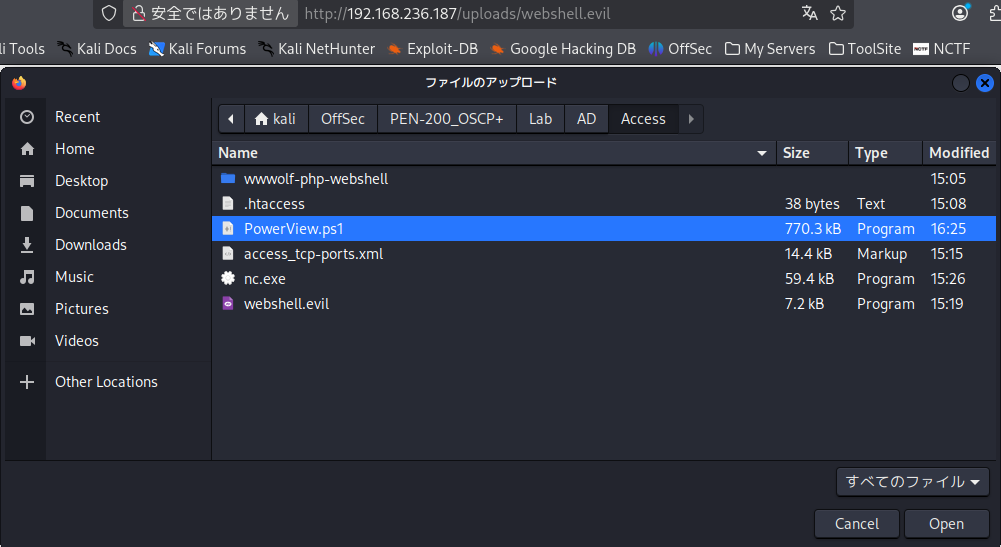 安全ではありません http://192.168.236.187/uploads/webshell.evil
li Tools Kali Docs Kali Forums Kali NetHunter Exploit-DB Google Hacking DB OffSec My Servers ToolSite NCTF NCTF
ファイルのアップロード
Recent
Home
Desktop
Documents
Downloads
Music
Pictures
Videos
Other Locations
kali OffSec PEN-200_OSCP+ Lab AD Access
Name Size Type Modified
wwwolf-php-webshell 15:05
.htaccess 38 bytes Text 15:08
PowerView.ps1 770.3 kB Program 16:25
access_tcp-ports.xml 14.4 kB Markup 15:15
nc.exe 59.4 kB Program 15:26
webshell.evil 7.2 kB Program 15:19
すべてのファイル
Cancel Open